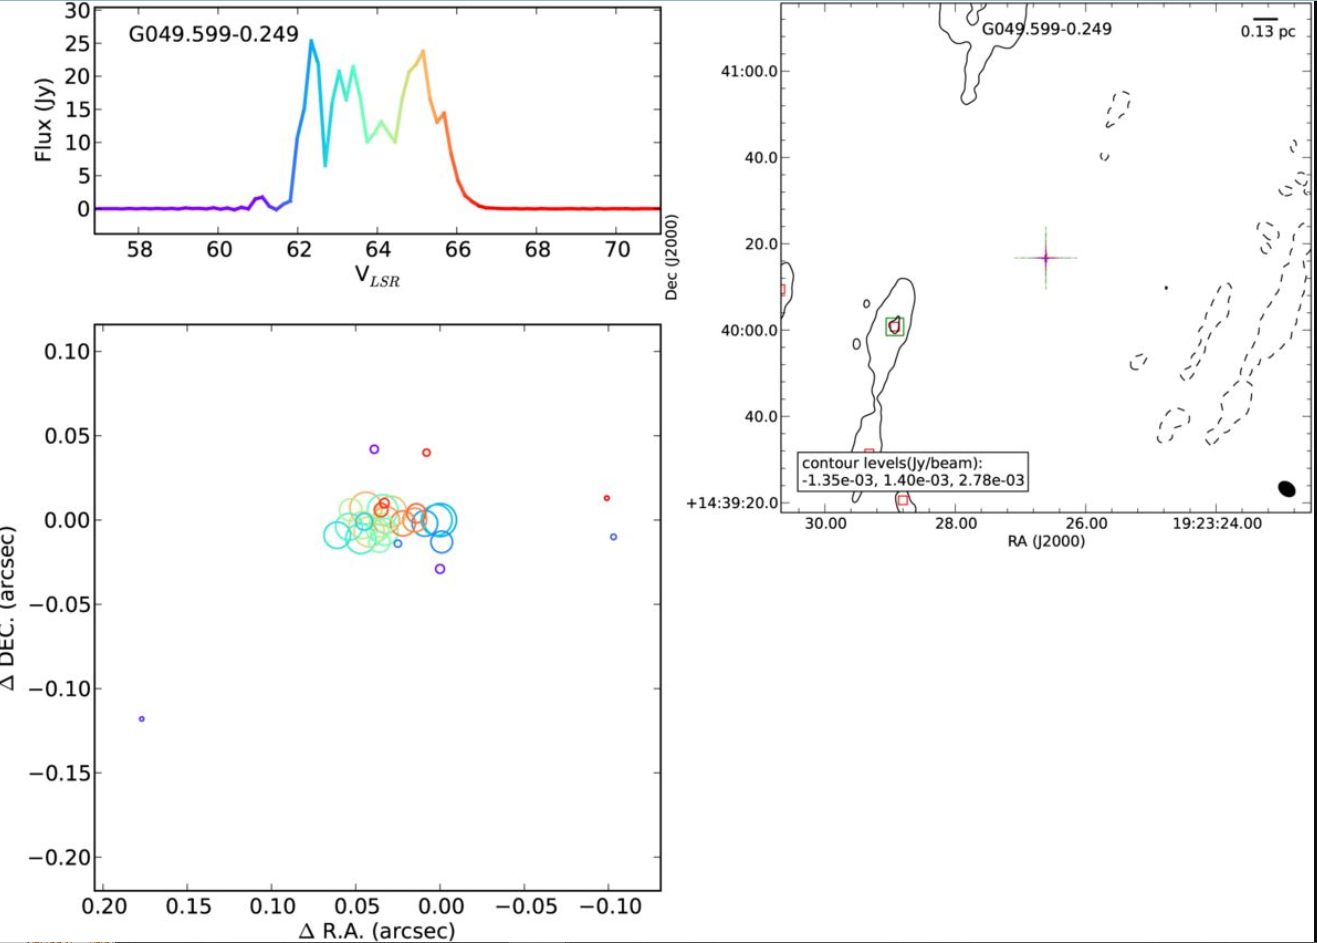 G049.599-0.249
30
25
20
15
10
5
0
Flux (Jy)
58 60 62 64 66 68 70
V_LSR
0.10
0.05
0.00
−0.05
−0.10
−0.15
−0.20
Δ DEC. (arcsec)
0.20 0.15 0.10 0.05 0.00 −0.05 −0.10
Δ R.A. (arcsec)
G049.599-0.249
0.13 pc
41:00.0
40.0
20.0
40:00.0
40.0
+14:39:20.0
Dec (J2000)
contour levels(Jy/beam):
-1.35e-03, 1.40e-03, 2.78e-03
30.00 28.00 26.00 19:23:24.00
RA (J2000)